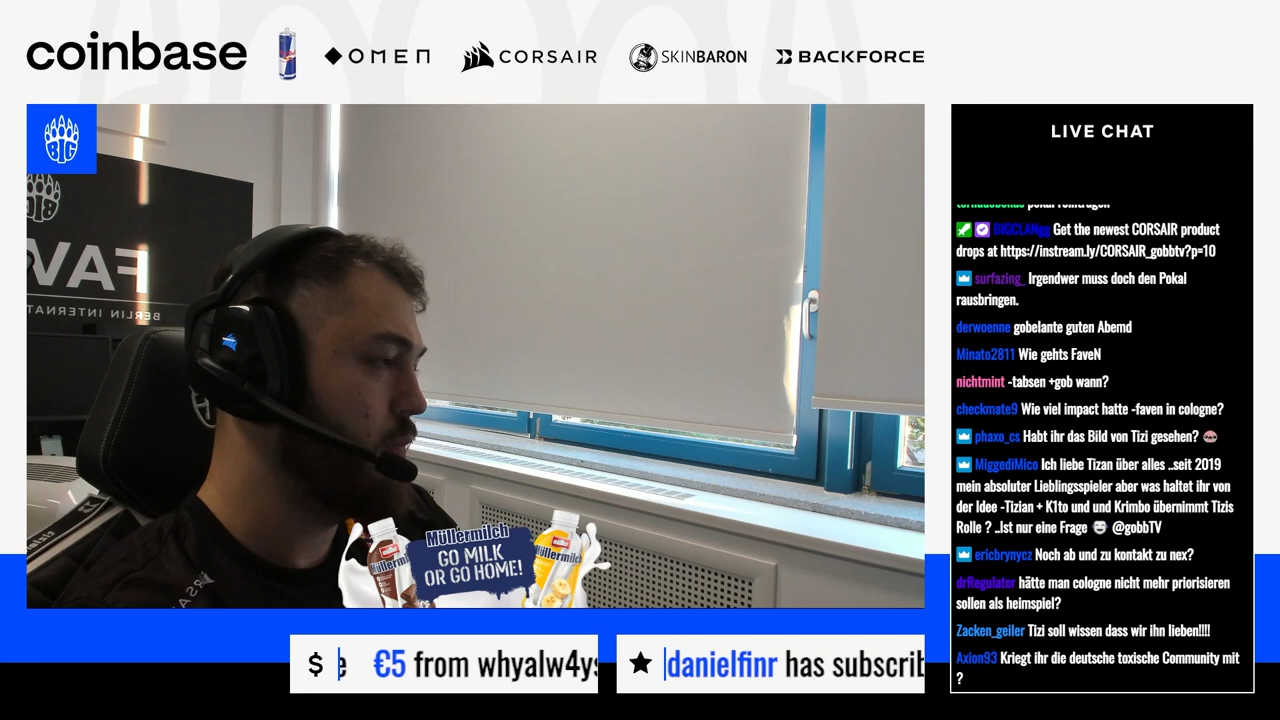 coinbase
OMEN
CORSAIR
SKINBARON
BACKFORCE
BIG
FAV
BERLIN INTERNAT
Müllermilch
GO MILK
OR GO HOME!
€5 from whyalw4ys
danielfinr has subscrib
LIVE CHAT
BIGCLANgg Get the newest CORSAIR product
drops at https://instream.ly/CORSAIR_gobbtv?p=10
surfazing_ Irgendwer muss doch den Pokal
rausbringen.
derwoenne gobelante guten Abemd
Minato2811 Wie gehts FaveN
nichtmint -tabsen +gob wann?
checkmate9 Wie viel impact hatte -faven in cologne?
phaxo_cs Habt ihr das Bild von Tizi gesehen?
MiggediMico Ich liebe Tizan über alles ..seit 2019
mein absoluter Lieblingsspieler aber was haltet ihr von
der Idee -Tizian + K1to und und Krimbo übernimmt Tizis
Rolle ? ..Ist nur eine Frage @gobbTV
ericbrynycz Noch ab und zu kontakt zu nex?
drRegulator hätte man cologne nicht mehr priorisieren
sollen als heimspiel?
Zacken_geiler Tizi soll wissen dass wir ihn lieben!!!!
Axion93 Kriegt ihr die deutsche toxische Community mit
?